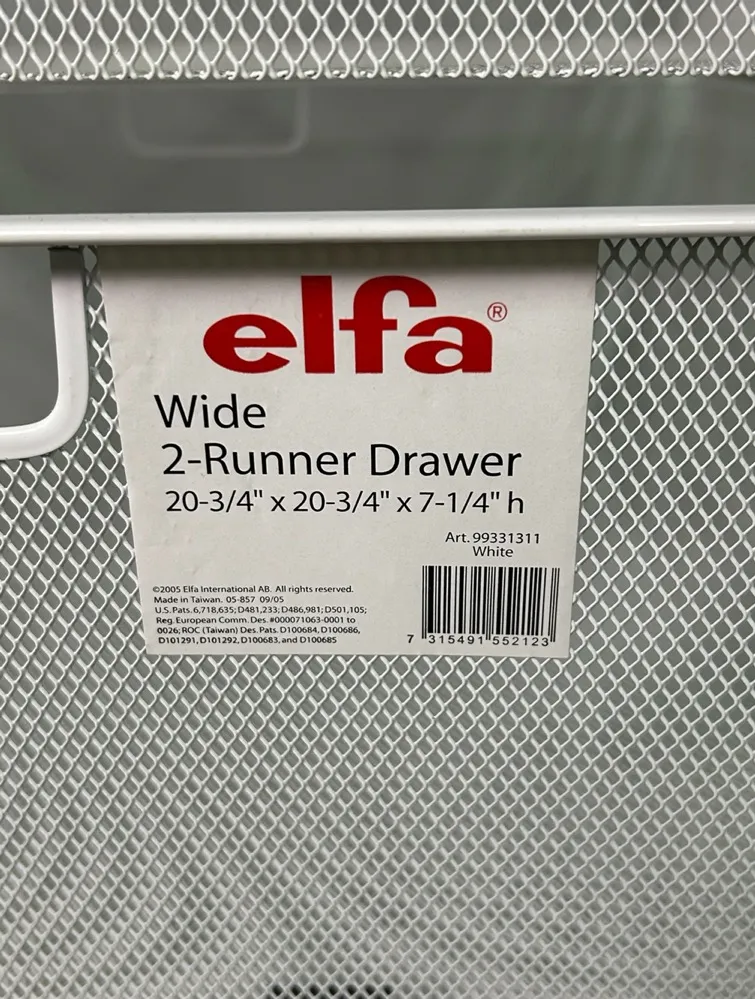 elfa®
Wide
2-Runner Drawer
20-3/4" x 20-3/4" x 7-1/4" h
Art. 99331311
White
©2005 Elfa International AB. All rights reserved.
Made in Taiwan. 05-857 09/05
U.S. Pats. 6,718,635; D481,233; D486,981; D501,105;
Reg. European Comm. Des. #000071063-0001 to
0026; ROC (Taiwan) Des. Pats. D100684, D100686,
D101291, D101292, D100683, and D100685
7 315491 552123